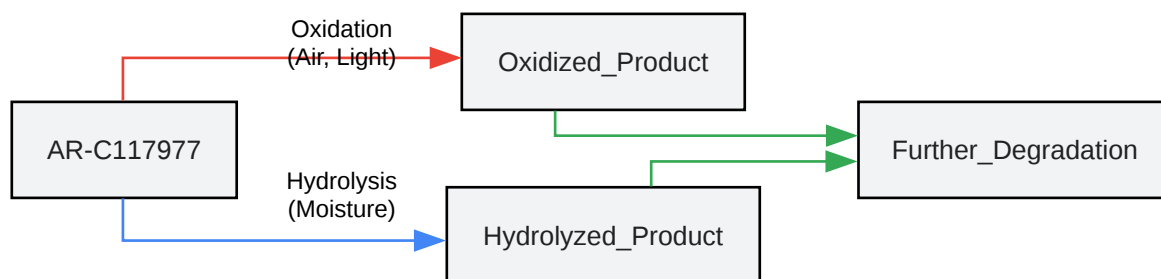 Oxidation
(Air, Light)
Oxidized_Product
AR-C117977
Further_Degradation
Hydrolysis
(Moisture)
Hydrolyzed_Product